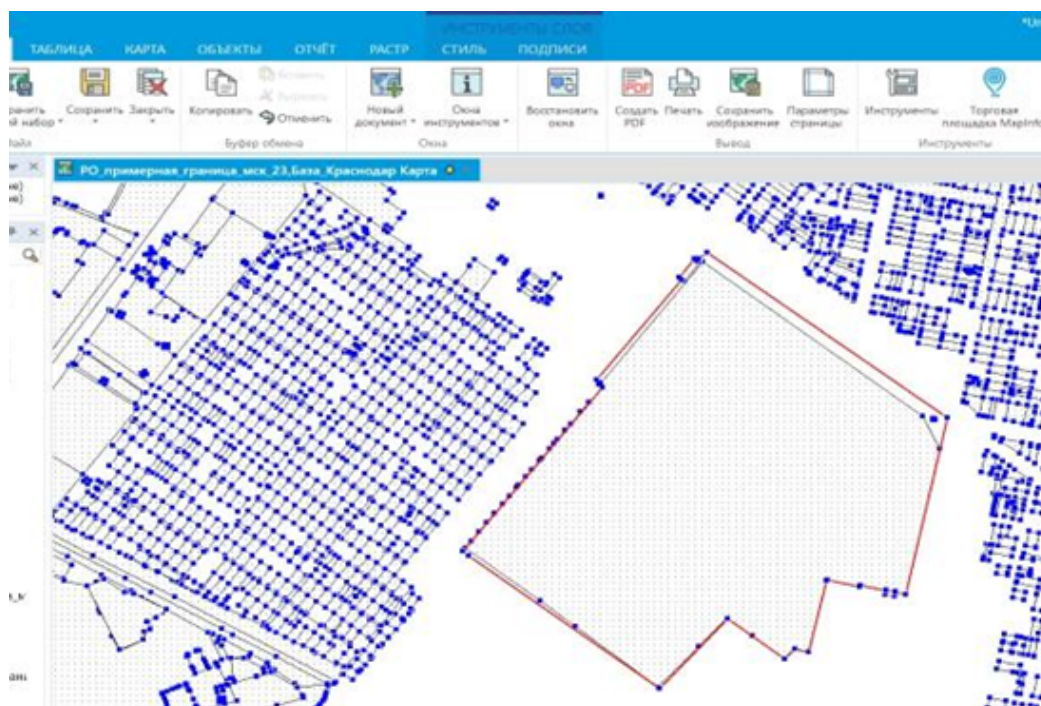 ИНСТРУМЕНТЫ СЛОЯ
ТАБЛИЦА КАРТА ОБЪЕКТЫ ОТЧЁТ РАСТР СТИЛЬ ПОДПИСИ
Сохранить Закрыть Копировать Вставить Вырезать Отменить Новый документ Окна инструментов Восстановить окна Создать PDF Печать Сохранить изображение Параметры страницы Инструменты Торговая площадка MapInfo
й набор
Буфер обмена Окна Вывод Инструменты
РО_примерная_граница_мск_23,База_Краснодар Карта